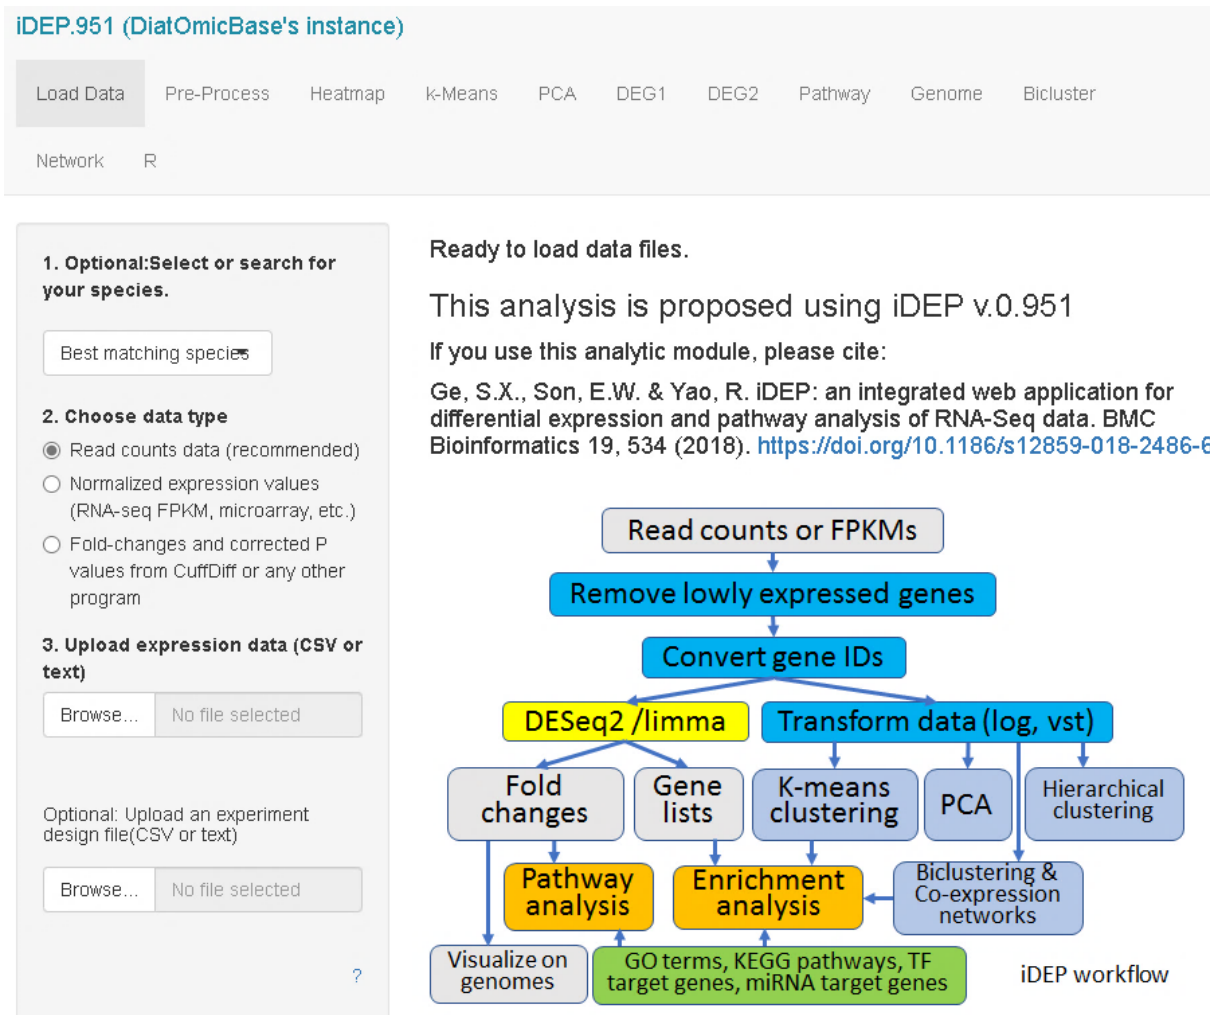 iDEP.951 (DiatOmicBase's instance)
Load Data Pre-Process Heatmap k-Means PCA DEG1 DEG2 Pathway Genome Bicluster
Network R
1. Optional:Select or search for
your species.
Best matching species
2. Choose data type
Read counts data (recommended)
Normalized expression values
(RNA-seq FPKM, microarray, etc.)
Fold-changes and corrected P
values from CuffDiff or any other
program
3. Upload expression data (CSV or
text)
Browse... No file selected
Optional: Upload an experiment
design file(CSV or text)
Browse... No file selected
?
Ready to load data files.
This analysis is proposed using iDEP v.0.951
If you use this analytic module, please cite:
Ge, S.X., Son, E.W. & Yao, R. iDEP: an integrated web application for
differential expression and pathway analysis of RNA-Seq data. BMC
Bioinformatics 19, 534 (2018). https://doi.org/10.1186/s12859-018-2486-6
Read counts or FPKMs
Remove lowly expressed genes
Convert gene IDs
DESeq2 /limma
Transform data (log, vst)
Fold
changes
Gene
lists
K-means
clustering
PCA
Hierarchical
clustering
Pathway
analysis
Enrichment
analysis
Biclustering &
Co-expression
networks
Visualize on
genomes
GO terms, KEGG pathways, TF
target genes, miRNA target genes
iDEP workflow